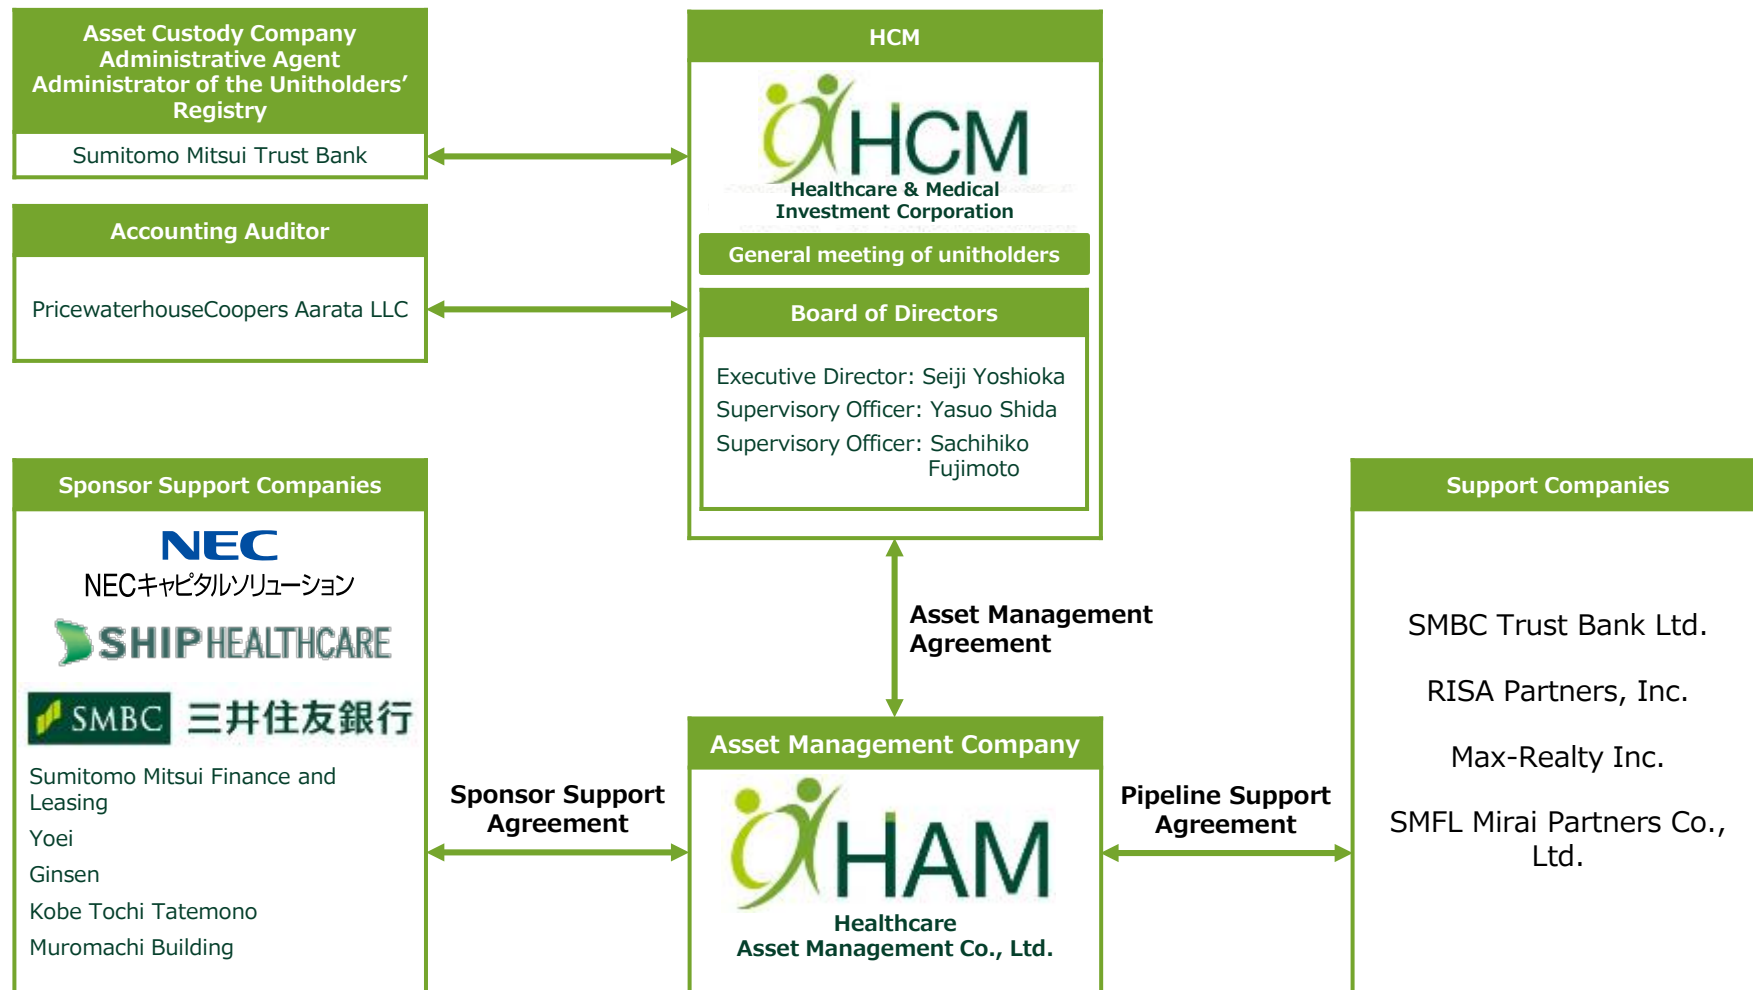 Asset Custody Company
Administrative Agent
Administrator of the Unitholders’
Registry
Sumitomo Mitsui Trust Bank
Accounting Auditor
PricewaterhouseCoopers Aarata LLC
HCM
HCM
Healthcare & Medical
Investment Corporation
General meeting of unitholders
Board of Directors
Executive Director: Seiji Yoshioka
Supervisory Officer: Yasuo Shida
Supervisory Officer: Sachihiko
Fujimoto
Sponsor Support Companies
NEC
NECキャピタルソリューション
SHIP HEALTHCARE
SMBC 三井住友銀行
Sumitomo Mitsui Finance and
Leasing
Yoei
Ginsen
Kobe Tochi Tatemono
Muromachi Building
Sponsor Support
Agreement
Asset Management
Agreement
Asset Management Company
HAM
Healthcare
Asset Management Co., Ltd.
Pipeline Support
Agreement
Support Companies
SMBC Trust Bank Ltd.
RISA Partners, Inc.
Max-Realty Inc.
SMFL Mirai Partners Co.,
Ltd.